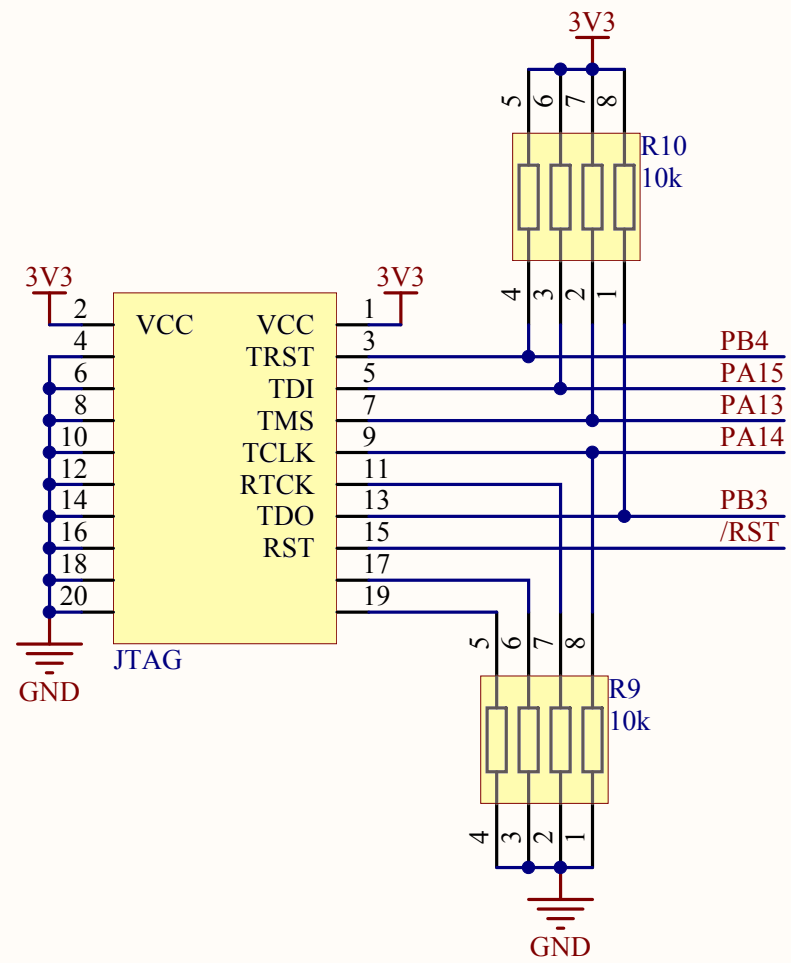 3V3
5 6 7 8
R10
10k
4 3 2 1
3V3 3V3
2 VCC VCC 1
4 TRST 3 PB4
6 TDI 5 PA15
8 TMS 7 PA13
10 TCLK 9 PA14
12 RTCK 11
14 TDO 13 PB3
16 RST 15 /RST
18 17
20 19
JTAG
GND
5 6 7 8
R9
10k
4 3 2 1
GND